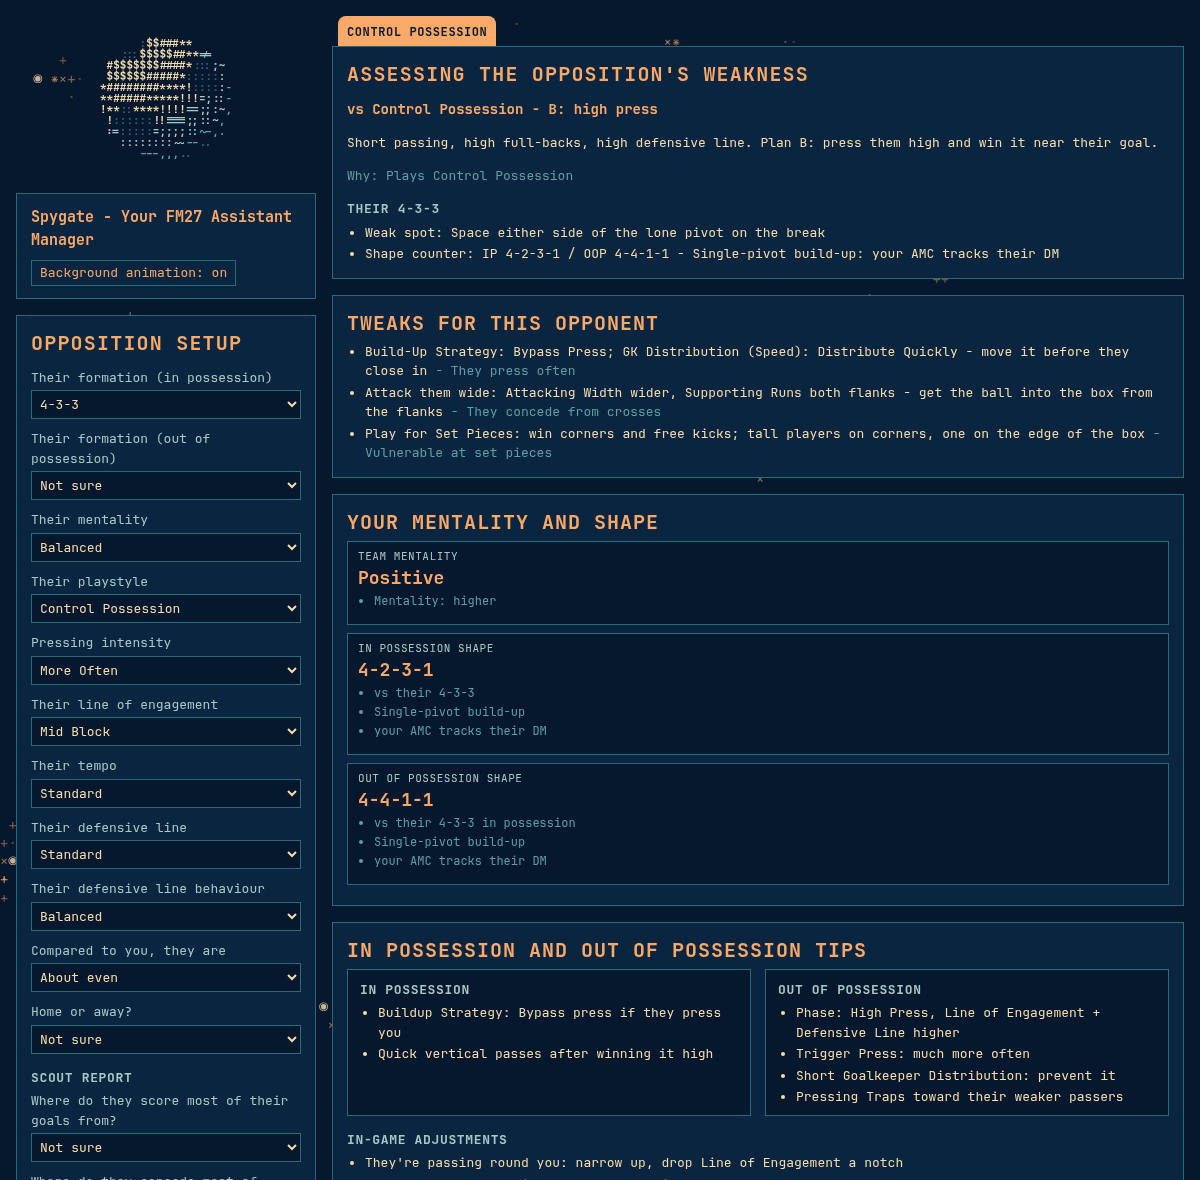 Spygate - Your FM27 Assistant
Manager
Background animation: on
OPPOSITION SETUP
Their formation (in possession)
4-3-3
Their formation (out of
possession)
Not sure
Their mentality
Balanced
Their playstyle
Control Possession
Pressing intensity
More Often
Their line of engagement
Mid Block
Their tempo
Standard
Their defensive line
Standard
Their defensive line behaviour
Balanced
Compared to you, they are
About even
Home or away?
Not sure
SCOUT REPORT
Where do they score most of their
goals from?
Not sure
CONTROL POSSESSION
ASSESSING THE OPPOSITION'S WEAKNESS
vs Control Possession - B: high press
Short passing, high full-backs, high defensive line. Plan B: press them high and win it near their goal.
Why: Plays Control Possession
THEIR 4-3-3
• Weak spot: Space either side of the lone pivot on the break
• Shape counter: IP 4-2-3-1 / OOP 4-4-1-1 - Single-pivot build-up: your AMC tracks their DM
TWEAKS FOR THIS OPPONENT
• Build-Up Strategy: Bypass Press; GK Distribution (Speed): Distribute Quickly - move it before they
close in - They press often
• Attack them wide: Attacking Width wider, Supporting Runs both flanks - get the ball into the box from
the flanks - They concede from crosses
• Play for Set Pieces: win corners and free kicks; tall players on corners, one on the edge of the box -
Vulnerable at set pieces
YOUR MENTALITY AND SHAPE
TEAM MENTALITY
Positive
• Mentality: higher
IN POSSESSION SHAPE
4-2-3-1
• vs their 4-3-3
• Single-pivot build-up
• your AMC tracks their DM
OUT OF POSSESSION SHAPE
4-4-1-1
• vs their 4-3-3 in possession
• Single-pivot build-up
• your AMC tracks their DM
IN POSSESSION AND OUT OF POSSESSION TIPS
IN POSSESSION
• Buildup Strategy: Bypass press if they press
you
• Quick vertical passes after winning it high
OUT OF POSSESSION
• Phase: High Press, Line of Engagement +
Defensive Line higher
• Trigger Press: much more often
• Short Goalkeeper Distribution: prevent it
• Pressing Traps toward their weaker passers
IN-GAME ADJUSTMENTS
• They're passing round you: narrow up, drop Line of Engagement a notch